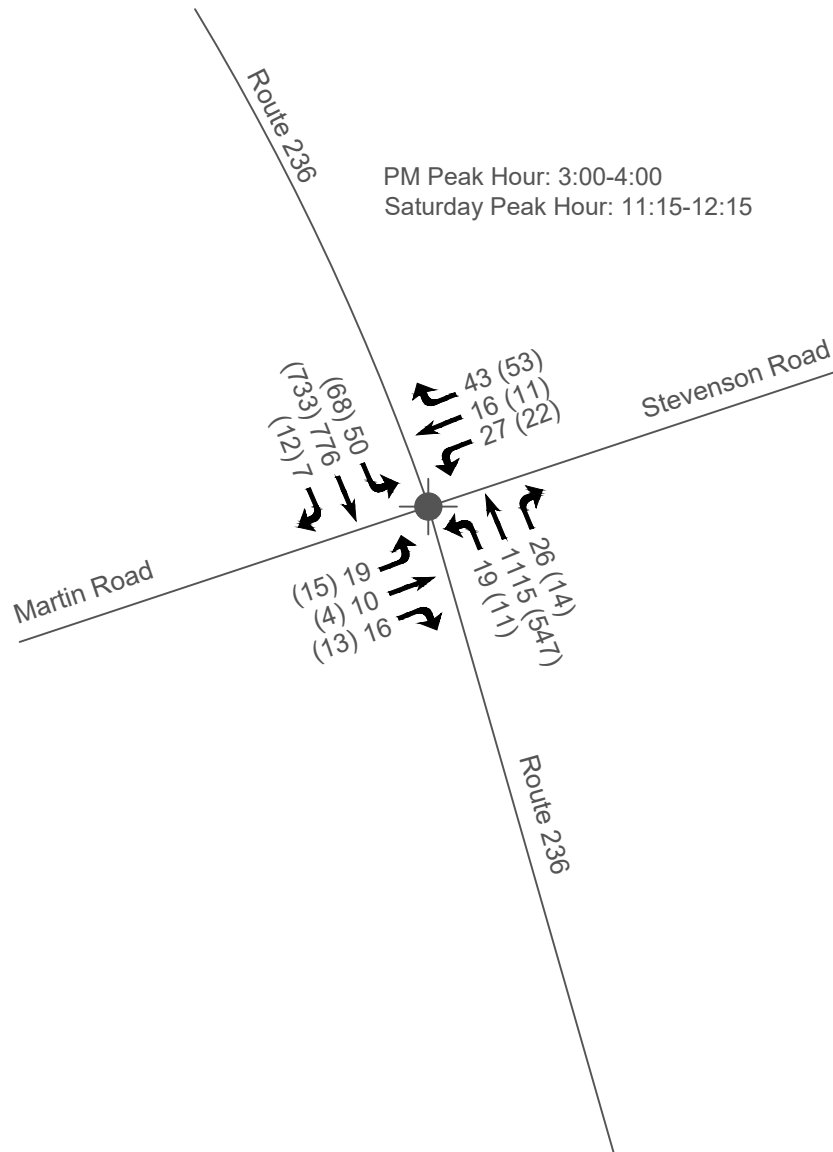 Route 236
PM Peak Hour: 3:00-4:00
Saturday Peak Hour: 11:15-12:15
Stevenson Road
43 (53)
16 (11)
27 (22)
(68) 50
(733) 776
(12) 7
Martin Road
(15) 19
(4) 10
(13) 16
19 (11)
1115 (547)
26 (14)
Route 236